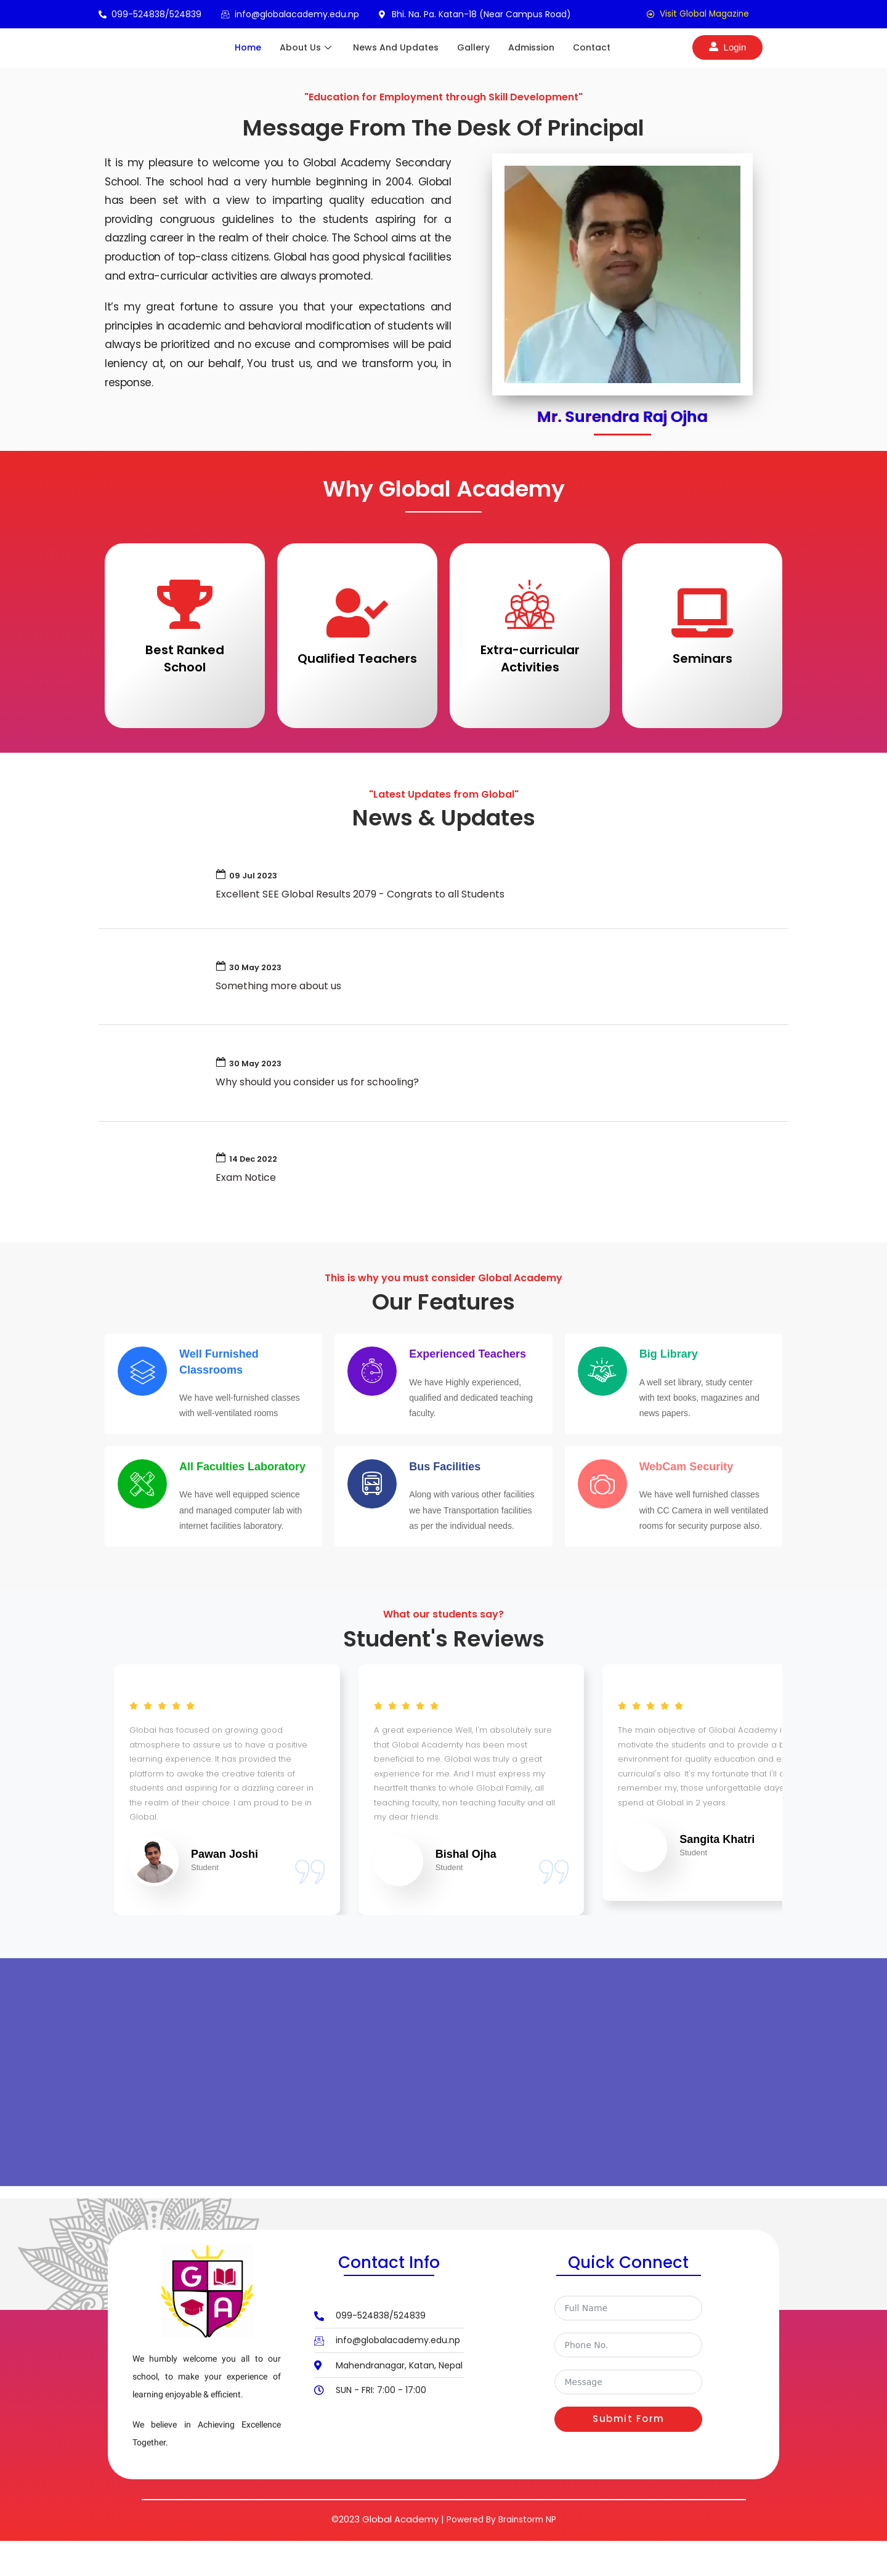 099-524838/524839
info@globalacademy.edu.np
Bhi. Na. Pa. Katan-18 (Near Campus Road)
Visit Global Magazine
Home
About Us
News And Updates
Gallery
Admission
Contact
Login
"Education for Employment through Skill Development"
Message From The Desk Of Principal
It is my pleasure to welcome you to Global Academy Secondary
School. The school had a very humble beginning in 2004. Global
has been set with a view to imparting quality education and
providing congruous guidelines to the students aspiring for a
dazzling career in the realm of their choice. The School aims at the
production of top-class citizens. Global has good physical facilities
and extra-curricular activities are always promoted.
It's my great fortune to assure you that your expectations and
principles in academic and behavioral modification of students will
always be prioritized and no excuse and compromises will be paid
leniency at, on our behalf, You trust us, and we transform you, in
response.
Mr. Surendra Raj Ojha
Why Global Academy
Best Ranked
School
Qualified Teachers
Extra-curricular
Activities
Seminars
"Latest Updates from Global"
News & Updates
09 Jul 2023
Excellent SEE Global Results 2079 - Congrats to all Students
30 May 2023
Something more about us
30 May 2023
Why should you consider us for schooling?
14 Dec 2022
Exam Notice
This is why you must consider Global Academy
Our Features
Well Furnished
Classrooms
We have well-furnished classes
with well-ventilated rooms
Experienced Teachers
We have Highly experienced,
qualified and dedicated teaching
faculty.
Big Library
A well set library, study center
with text books, magazines and
news papers.
All Faculties Laboratory
We have well equipped science
and managed computer lab with
internet facilities laboratory.
Bus Facilities
Along with various other facilities
we have Transportation facilities
as per the individual needs.
WebCam Security
We have well furnished classes
with CC Camera in well ventilated
rooms for security purpose also.
What our students say?
Student's Reviews
Global has focused on growing good
atmosphere to assure us to have a positive
learning experience. It has provided the
platform to awake the creative talents of
students and aspiring for a dazzling career in
the realm of their choice. I am proud to be in
Global.
Pawan Joshi
Student
A great experience Well, I'm absolutely sure
that Global Academty has been most
beneficial to me. Global was truly a great
experience for me. And I must express my
heartfelt thanks to whole Global Family, all
teaching faculty, non teaching faculty and all
my dear friends.
Bishal Ojha
Student
The main objective of Global Academy i
motivate the students and to provide a b
environment for quality education and e
curriculal's also. It's my fortunate that I'll
remember my, those unforgettable days
spend at Global in 2 years.
Sangita Khatri
Student
G
A
We humbly welcome you all to our
school, to make your experience of
learning enjoyable & efficient.
We believe in Achieving Excellence
Together.
Contact Info
099-524838/524839
info@globalacademy.edu.np
Mahendranagar, Katan, Nepal
SUN - FRI: 7:00 - 17:00
Quick Connect
Full Name
Phone No.
Message
Submit Form
©2023 Global Academy | Powered By Brainstorm NP